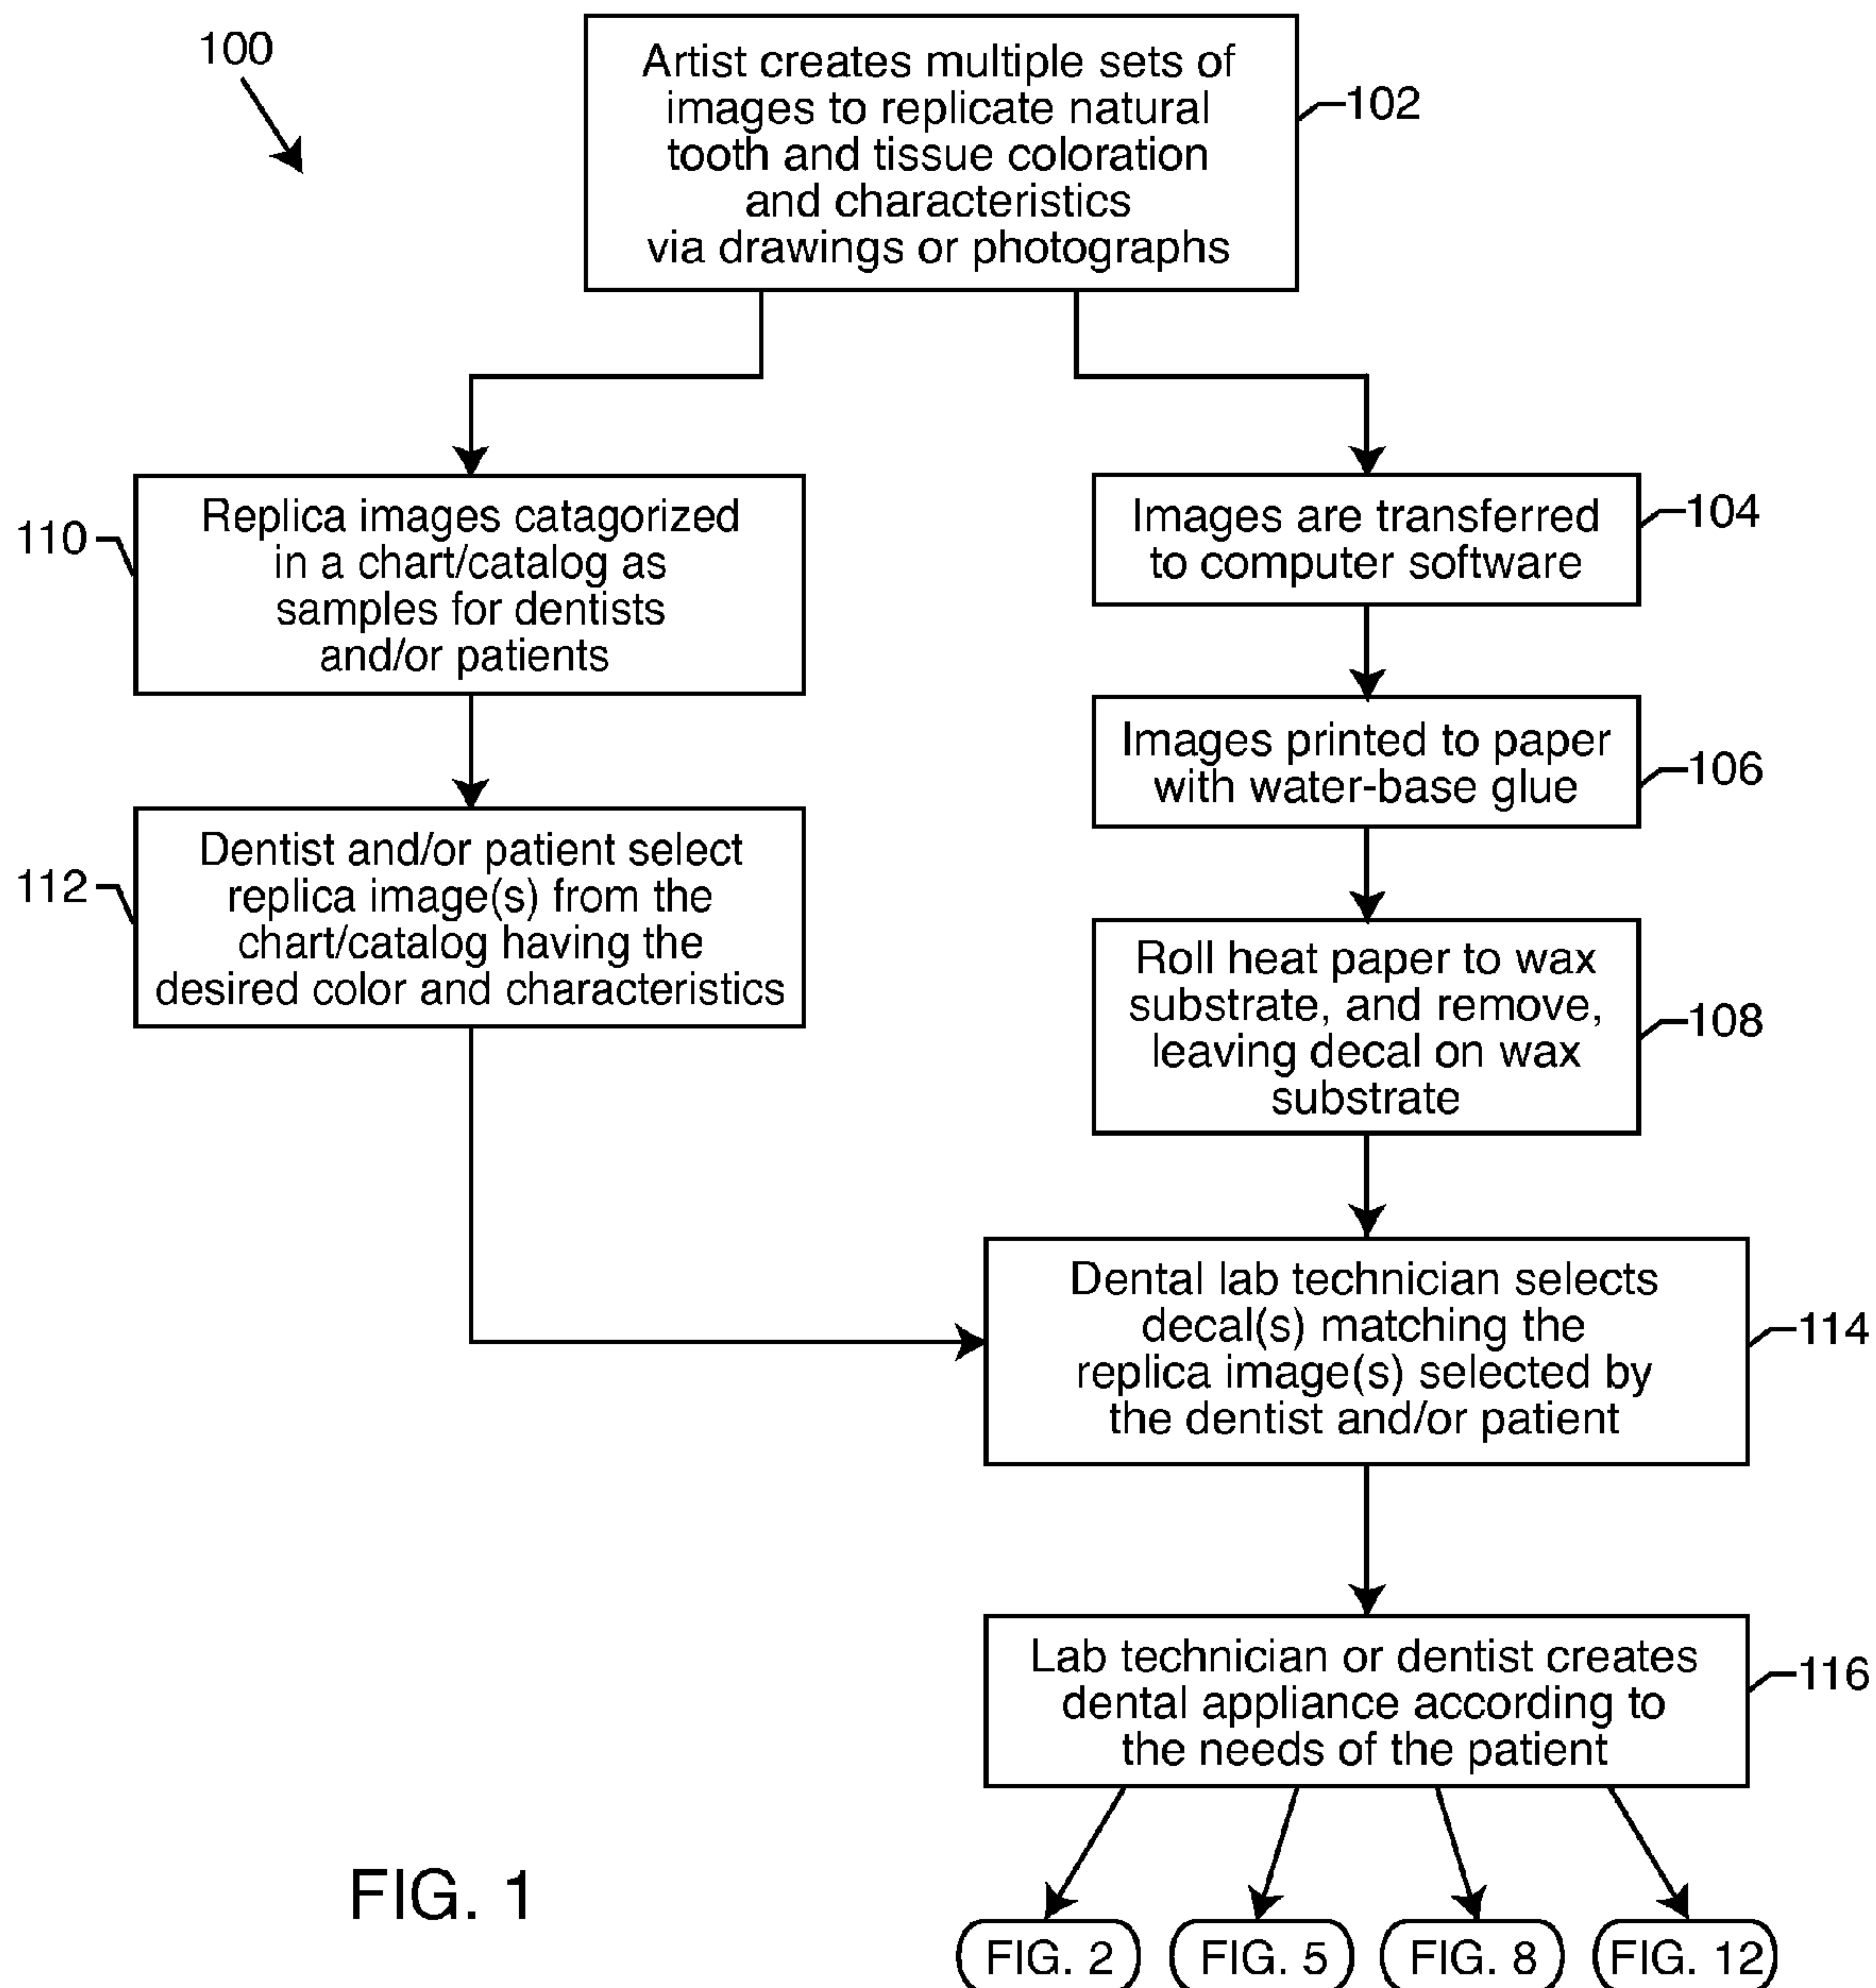 100
Artist creates multiple sets of
images to replicate natural
tooth and tissue coloration
and characteristics
via drawings or photographs
102
110
Replica images catagorized
in a chart/catalog as
samples for dentists
and/or patients
Images are transferred
to computer software
104
Images printed to paper
with water-base glue
106
112
Dentist and/or patient select
replica image(s) from the
chart/catalog having the
desired color and characteristics
Roll heat paper to wax
substrate, and remove,
leaving decal on wax
substrate
108
Dental lab technician selects
decal(s) matching the
replica image(s) selected by
the dentist and/or patient
114
Lab technician or dentist creates
dental appliance according to
the needs of the patient
116
FIG. 1
FIG. 2
FIG. 5
FIG. 8
FIG. 12